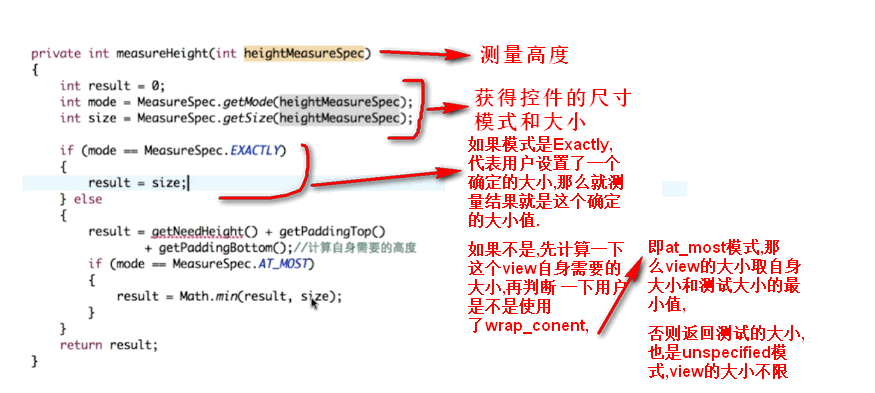 private int measureHeight(int heightMeasureSpec)
{
int result = 0;
int mode = MeasureSpec.getMode(heightMeasureSpec);
int size = MeasureSpec.getSize(heightMeasureSpec);
if (mode == MeasureSpec.EXACTLY)
{
result = size;
} else
{
result = getNeedHeight() + getPaddingTop()
+ getPaddingBottom();//计算自身需要的高度
if (mode == MeasureSpec.AT_MOST)
{
result = Math.min(result, size);
}
}
return result;
}
测量高度
获得控件的尺寸
模式和大小
如果模式是Exactly,
代表用户设置了一个
确定的大小,那么就测
量结果就是这个确定
的大小值.
如果不是,先计算一下
这个view自身需要的
大小,再判断 一下用户
是不是使用
了wrap_conent,
即at_most模式,那
么view的大小取自身
大小和测试大小的最
小值,
否则返回测试的大小,
也是unspecified模
式,view的大小不限